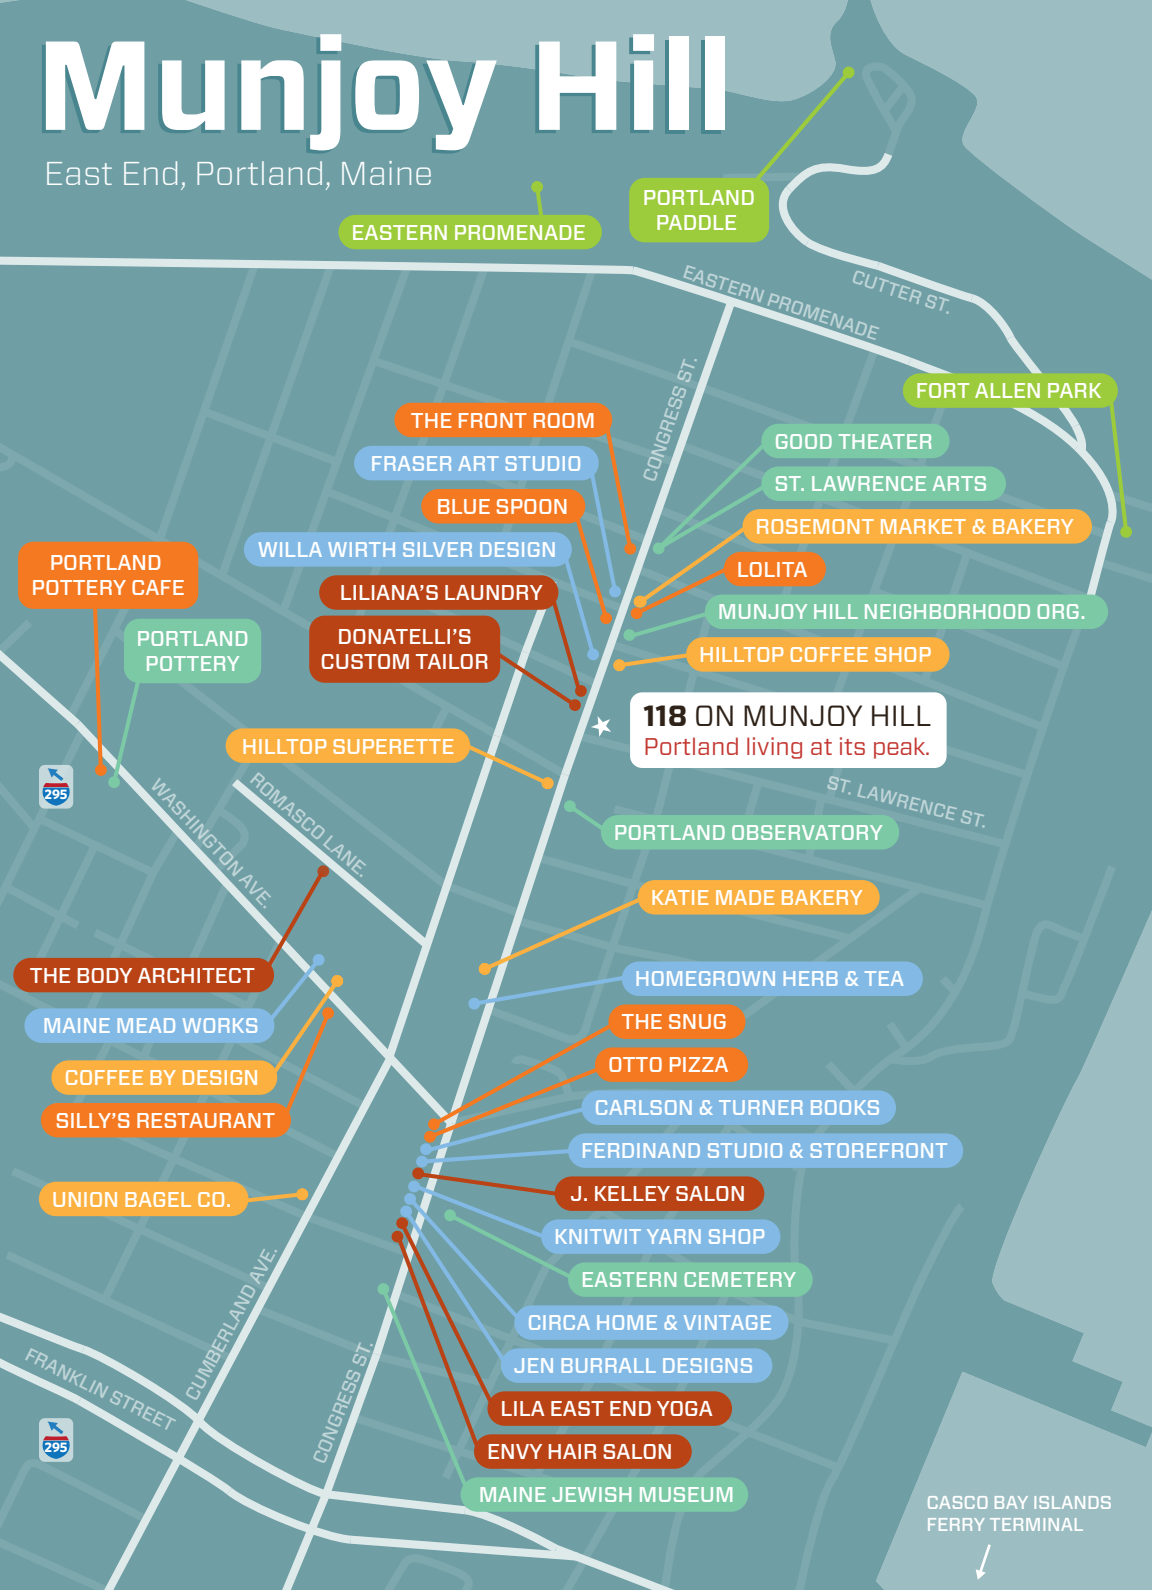 Munjoy Hill
East End, Portland, Maine
PORTLAND
PADDLE
EASTERN PROMENADE
EASTERN PROMENADE
CUTTER ST.
CONGRESS ST.
FORT ALLEN PARK
THE FRONT ROOM
GOOD THEATER
FRASER ART STUDIO
ST. LAWRENCE ARTS
BLUE SPOON
ROSEMONT MARKET & BAKERY
WILLA WIRTH SILVER DESIGN
LOLITA
PORTLAND
POTTERY CAFE
LILIANA'S LAUNDRY
MUNJOY HILL NEIGHBORHOOD ORG.
PORTLAND
POTTERY
DONATELLI'S
CUSTOM TAILOR
HILLTOP COFFEE SHOP
118 ON MUNJOY HILL
Portland living at its peak.
HILLTOP SUPERETTE
295
WASHINGTON AVE.
ROMASCO LANE.
ST. LAWRENCE ST.
PORTLAND OBSERVATORY
KATIE MADE BAKERY
THE BODY ARCHITECT
HOMEGROWN HERB & TEA
MAINE MEAD WORKS
THE SNUG
COFFEE BY DESIGN
OTTO PIZZA
SILLY'S RESTAURANT
CARLSON & TURNER BOOKS
FERDINAND STUDIO & STOREFRONT
UNION BAGEL CO.
J. KELLEY SALON
KNITWIT YARN SHOP
EASTERN CEMETERY
CIRCA HOME & VINTAGE
JEN BURRALL DESIGNS
CUMBERLAND AVE.
FRANKLIN STREET
CONGRESS ST.
LILA EAST END YOGA
295
ENVY HAIR SALON
MAINE JEWISH MUSEUM
CASCO BAY ISLANDS
FERRY TERMINAL